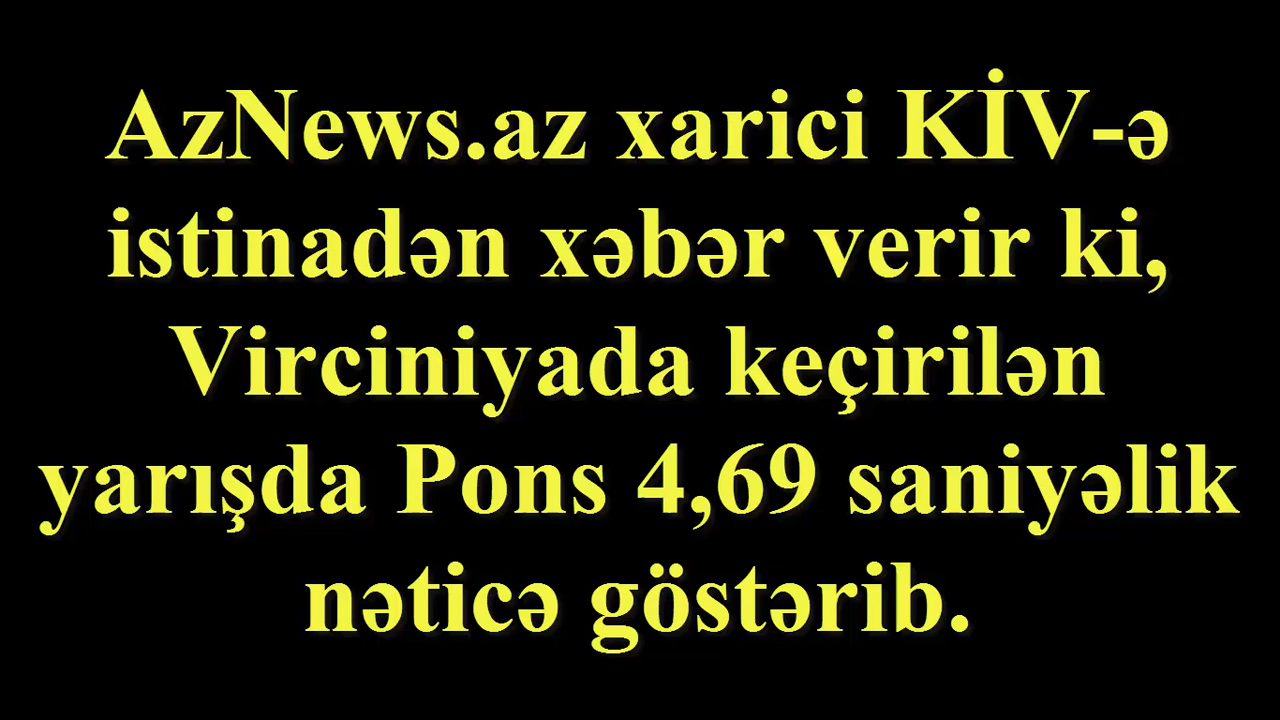 AzNews.az xarici KİV-ə
istinadən xəbər verir ki,
Virciniyada keçirilən
yarışda Pons 4,69 saniyəlik
nəticə göstərib.